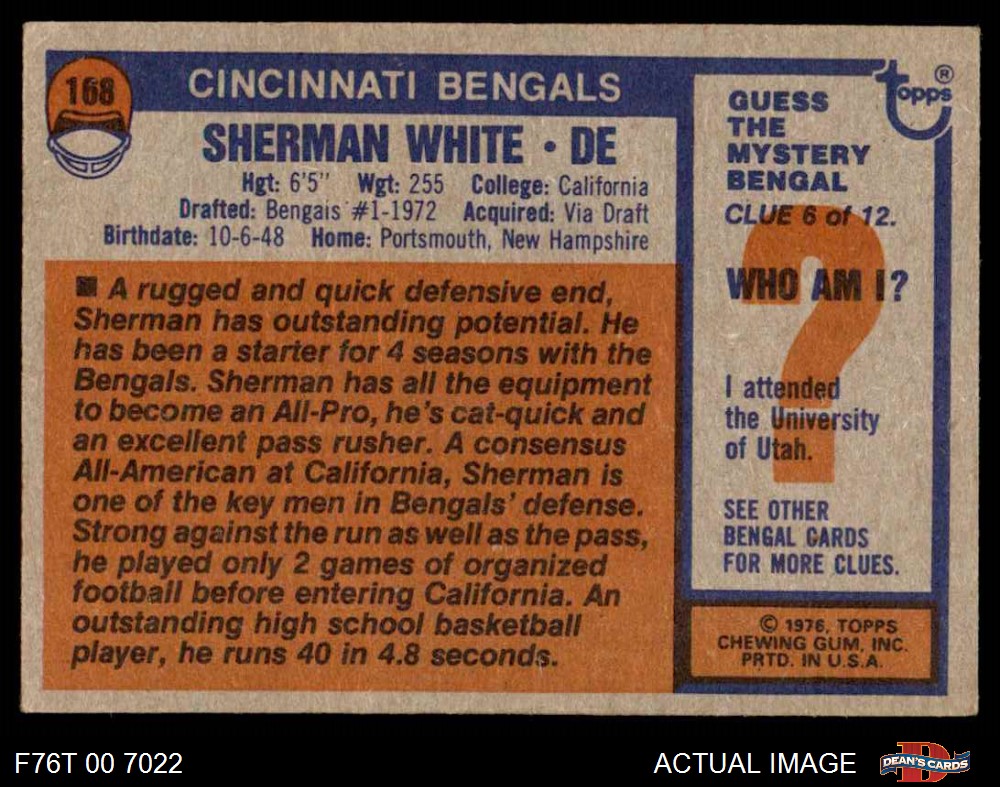 168
CINCINNATI BENGALS
SHERMAN WHITE • DE
Hgt: 6'5" Wgt: 255 College: California
Drafted: Bengals #1-1972 Acquired: Via Draft
Birthdate: 10-6-48 Home: Portsmouth, New Hampshire
■ A rugged and quick defensive end,
Sherman has outstanding potential. He
has been a starter for 4 seasons with the
Bengals. Sherman has all the equipment
to become an All-Pro, he's cat-quick and
an excellent pass rusher. A consensus
All-American at California, Sherman is
one of the key men in Bengals' defense.
Strong against the run as well as the pass,
he played only 2 games of organized
football before entering California. An
outstanding high school basketball
player, he runs 40 in 4.8 seconds.
topps ®
GUESS
THE
MYSTERY
BENGAL
CLUE 6 of 12.
?
WHO AM I?
I attended
the University
of Utah.
SEE OTHER
BENGAL CARDS
FOR MORE CLUES.
© 1976, TOPPS
CHEWING GUM, INC.
PRTD. IN U.S.A.
F76T 00 7022
ACTUAL IMAGE
D
DEAN'S CARDS